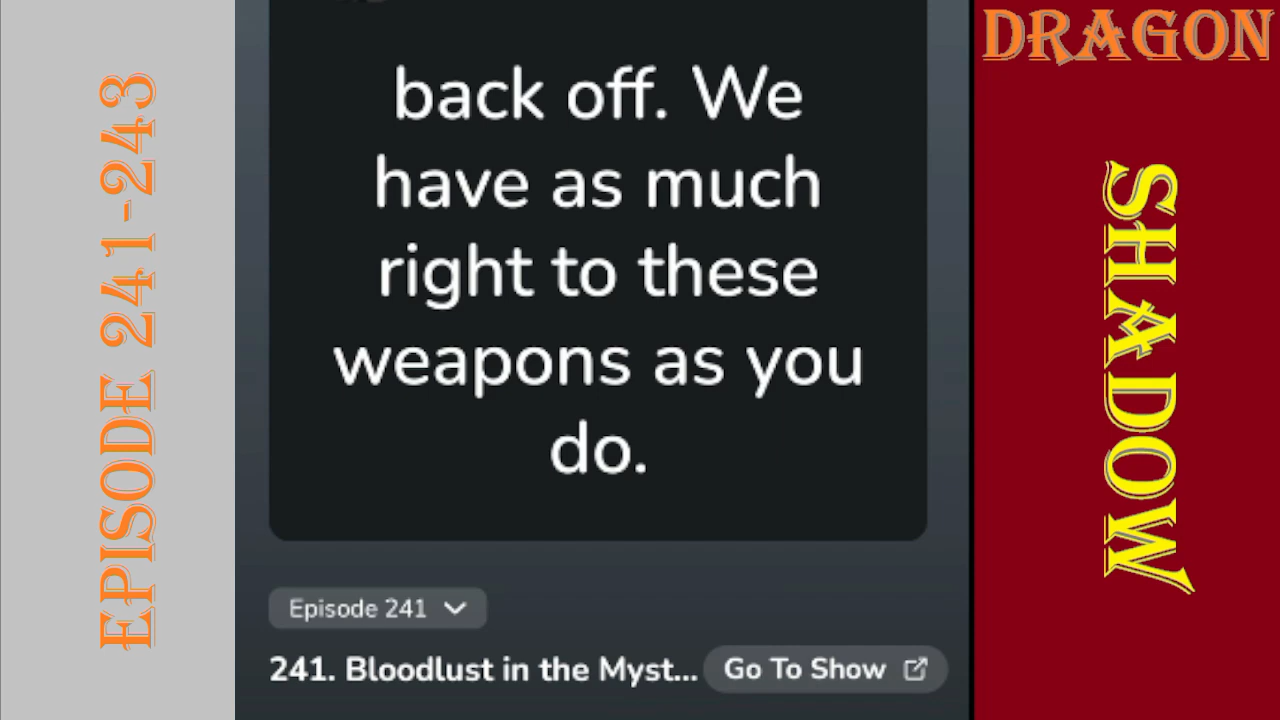 EPISODE 241-243
back off. We
have as much
right to these
weapons as you
do.
Episode 241
241. Bloodlust in the Myst...
Go To Show
DRAGON
SHADOW